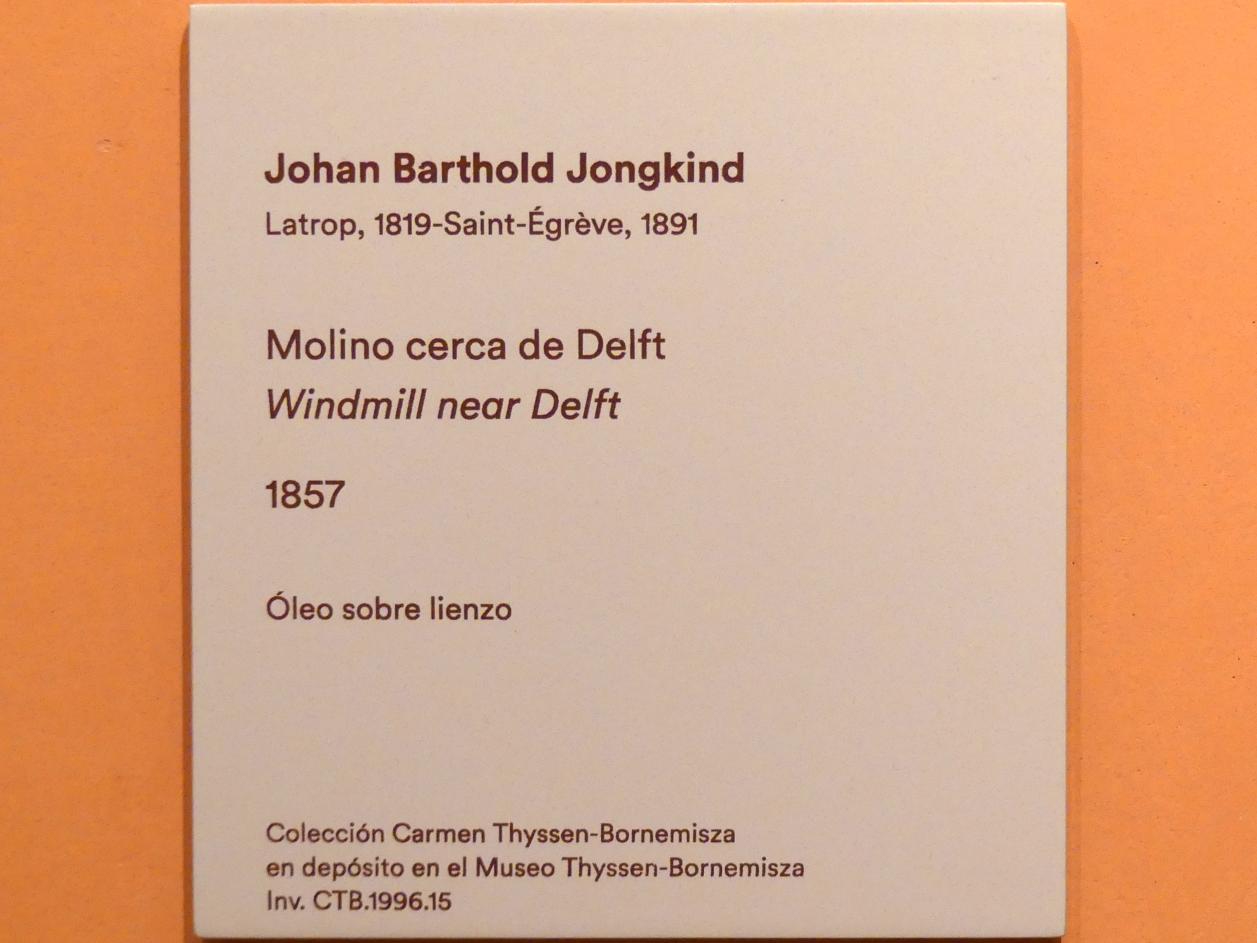 Johan Barthold Jongkind
Latrop, 1819-Saint-Égrève, 1891
Molino cerca de Delft
Windmill near Delft
1857
Óleo sobre lienzo
Colección Carmen Thyssen-Bornemisza
en depósito en el Museo Thyssen-Bornemisza
Inv. CTB.1996.15